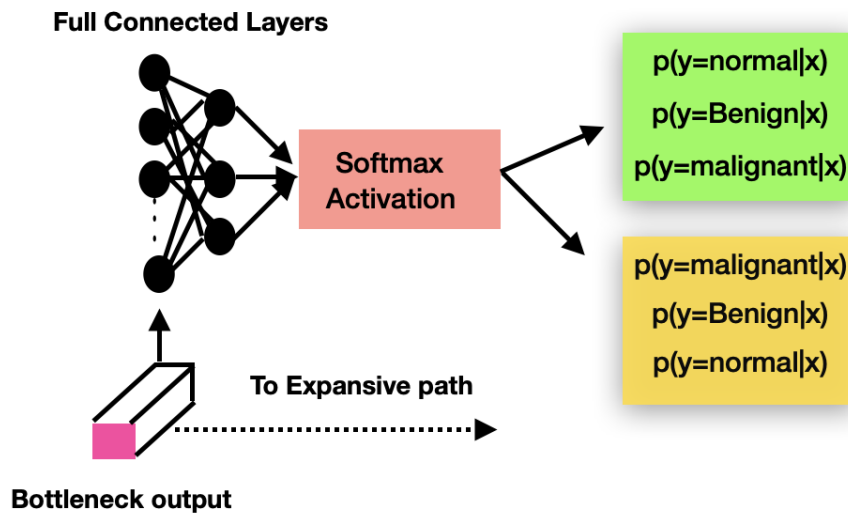 Full Connected Layers
Softmax
Activation
p(y=normal|x)
p(y=Benign|x)
p(y=malignant|x)
p(y=malignant|x)
p(y=Benign|x)
p(y=normal|x)
To Expansive path
Bottleneck output